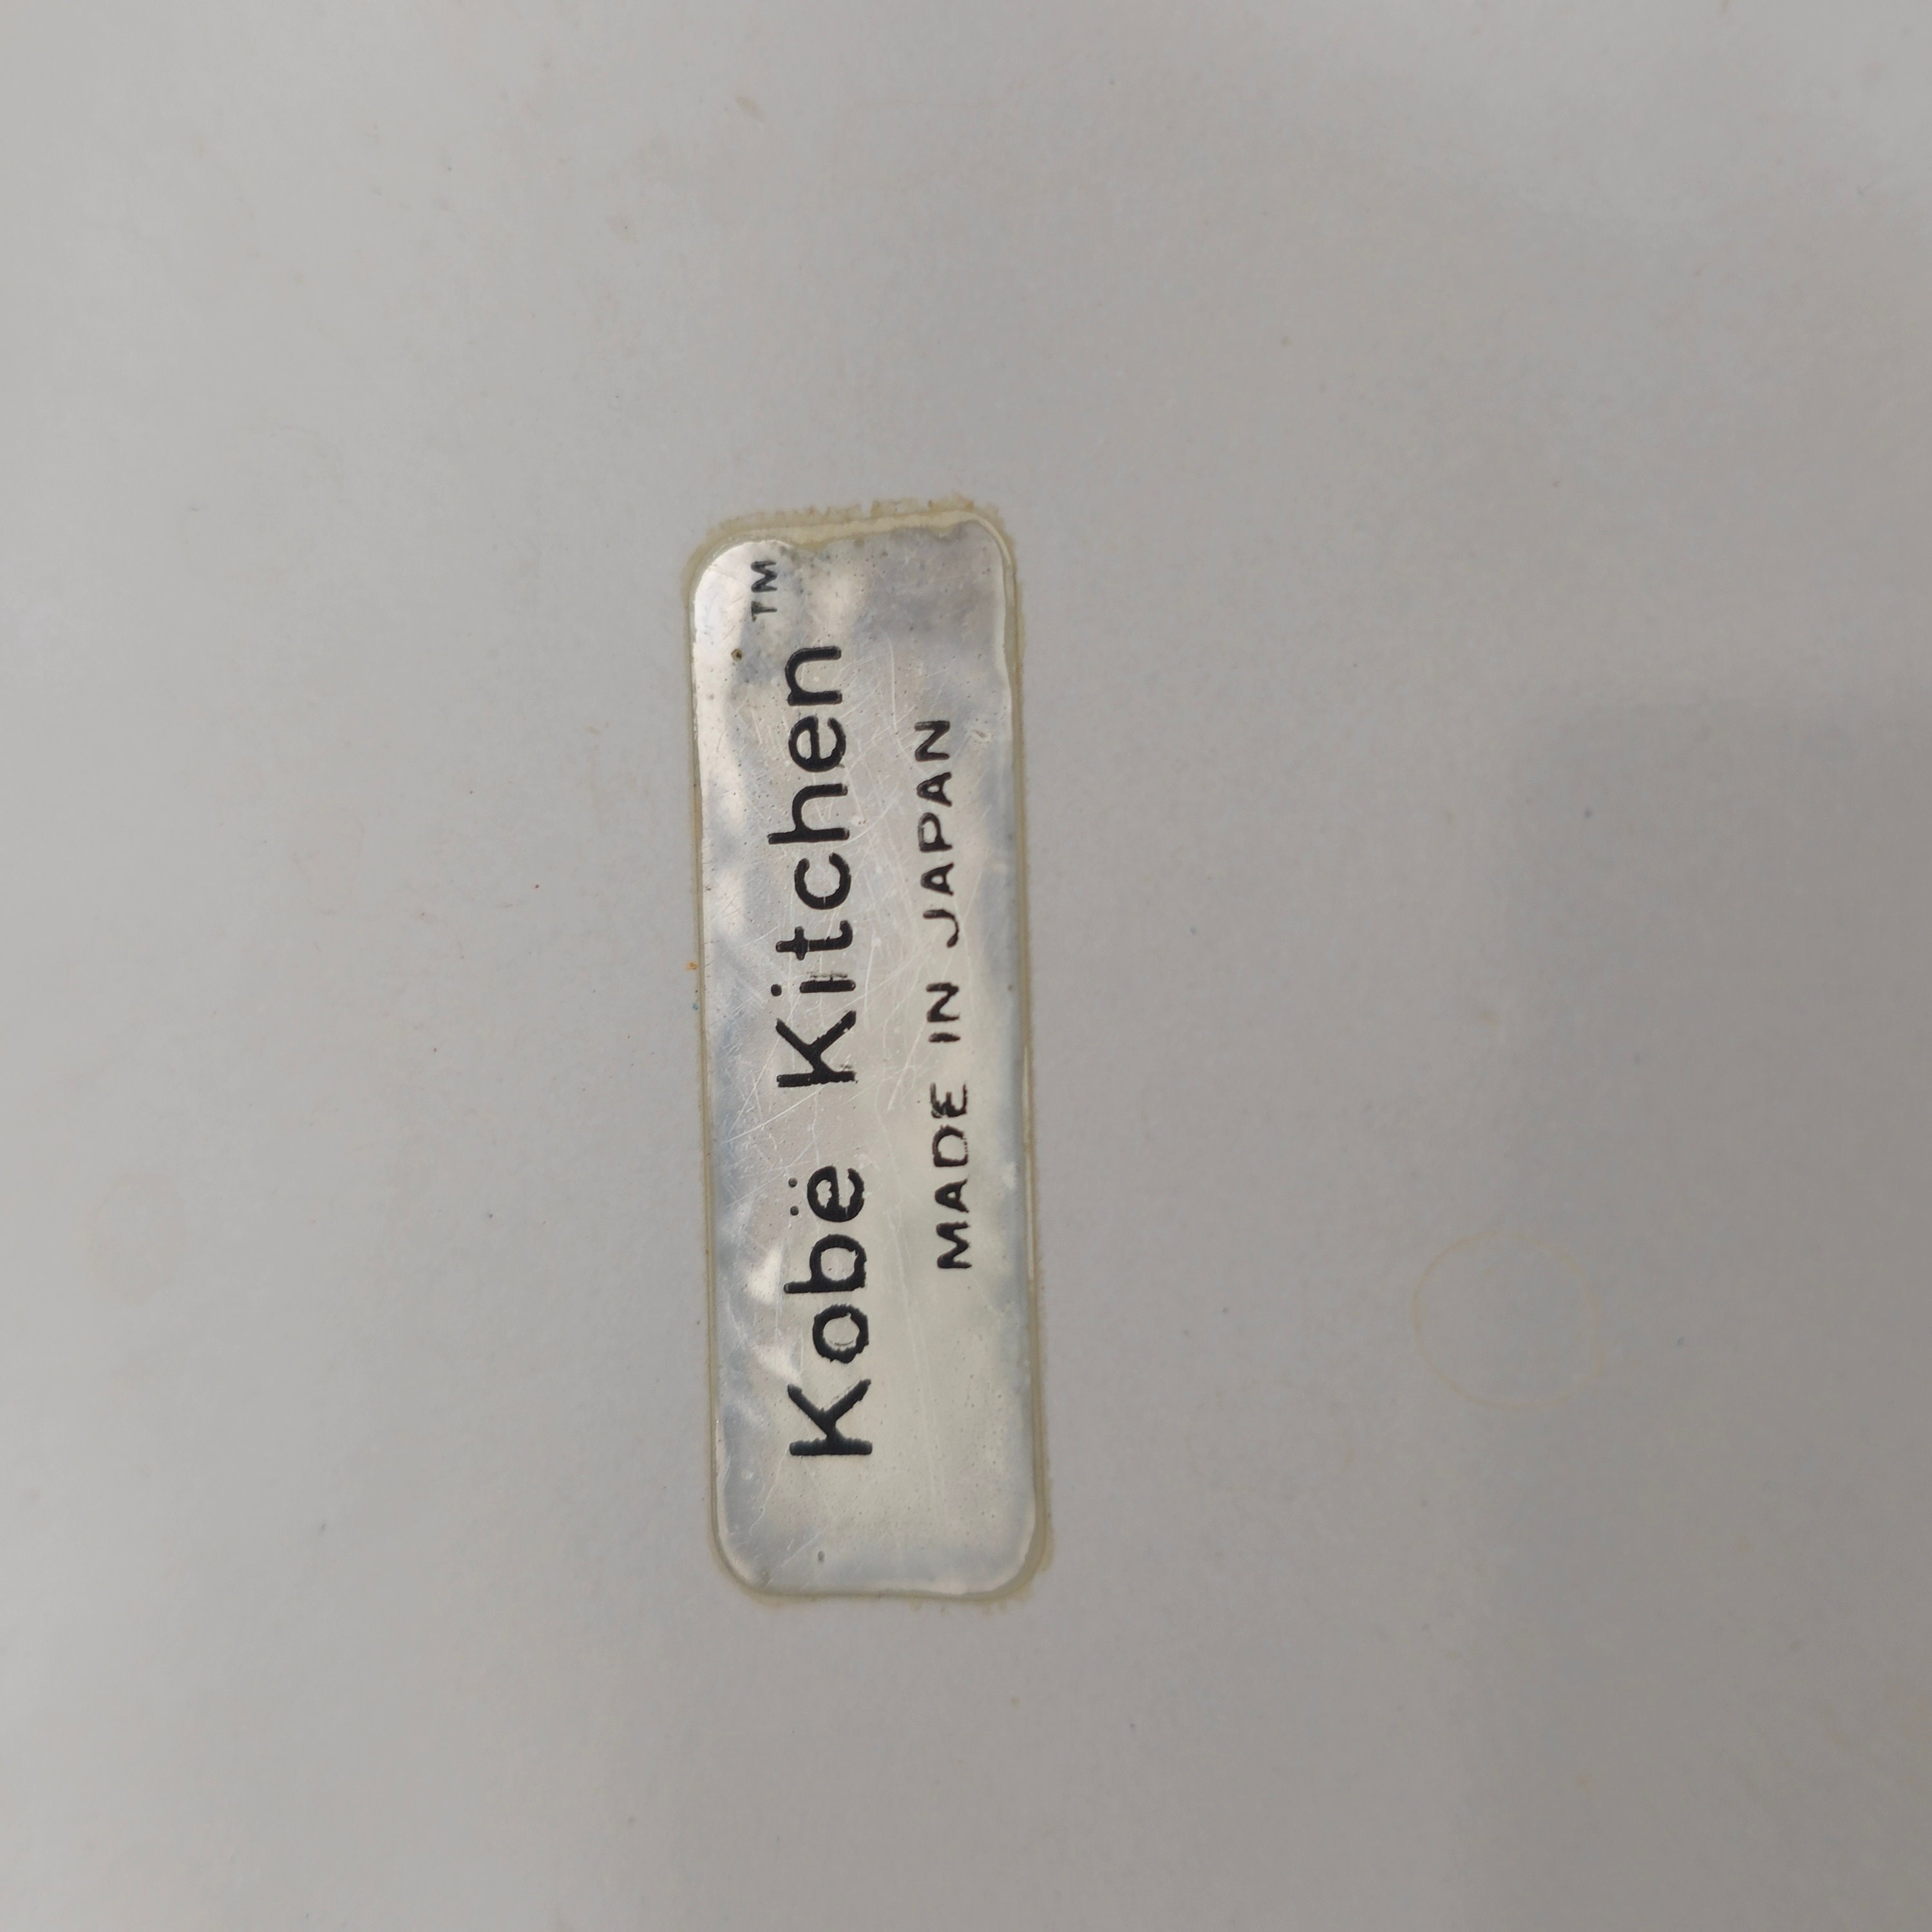 Kobë Kitchen™
MADE IN JAPAN